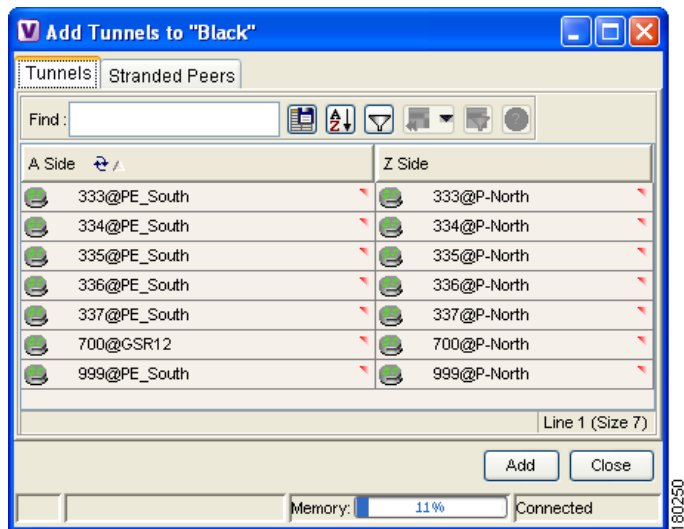 V Add Tunnels to "Black"
Tunnels Stranded Peers
Find :
A Side Z Side
333@PE_South 333@P-North
334@PE_South 334@P-North
335@PE_South 335@P-North
336@PE_South 336@P-North
337@PE_South 337@P-North
700@GSR12 700@P-North
999@PE_South 999@P-North
Line 1 (Size 7)
Add Close
Memory: 11% Connected
180250